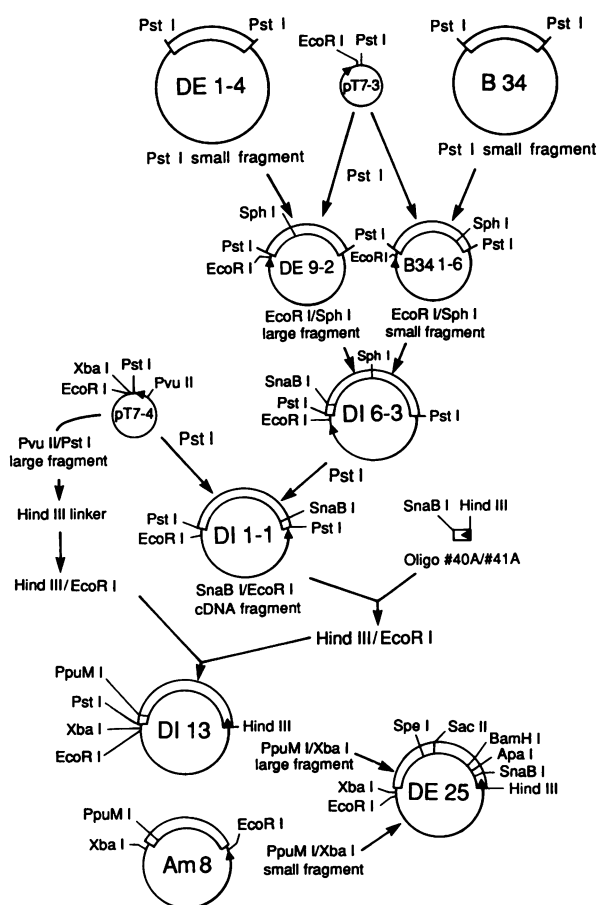 Pst I
Pst I
DE 1-4
Pst I small fragment
EcoR I
Pst I
pT7-3
Pst I
Pst I
B 34
Pst I small fragment
Pst I
Sph I
Pst I
EcoR I
DE 9-2
EcoR I/Sph I
large fragment
Pst I
EcoR I
Sph I
Pst I
B34 1-6
EcoR I/Sph I
small fragment
Xba I
Pst I
EcoR I
Pvu II
pT7-4
Pvu II/Pst I
large fragment
Pst I
Sph I
SnaB I
Pst I
EcoR I
DI 6-3
Pst I
Pst I
Hind III linker
Pst I
EcoR I
DI 1-1
SnaB I
Pst I
SnaB I/EcoR I
cDNA fragment
SnaB I
Hind III
Oligo #40A/#41A
Hind III/EcoR I
Hind III/EcoR I
PpuM I
Pst I
Xba I
EcoR I
DI 13
Hind III
PpuM I/Xba I
large fragment
Spe I
Sac II
BamH I
Apa I
SnaB I
Hind III
Xba I
EcoR I
DE 25
PpuM I
Xba I
EcoR I
Am 8
PpuM I/Xba I
small fragment